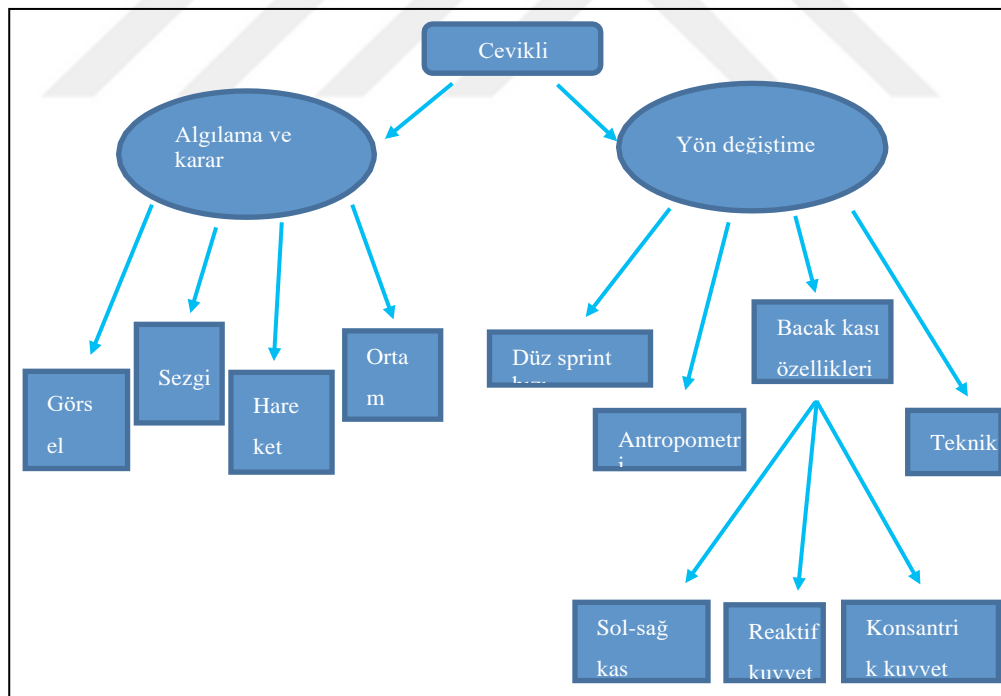 Cevikli
Algılama ve
karar
Yön değiştime
Görs
el
Sezgi
Hare
ket
Orta
m
Düz sprint
hızı
Antropometr
i
Bacak kası
özellikleri
Teknik
Sol-sağ
kas
Reaktif
kuvvet
Konsantri
k kuvvet